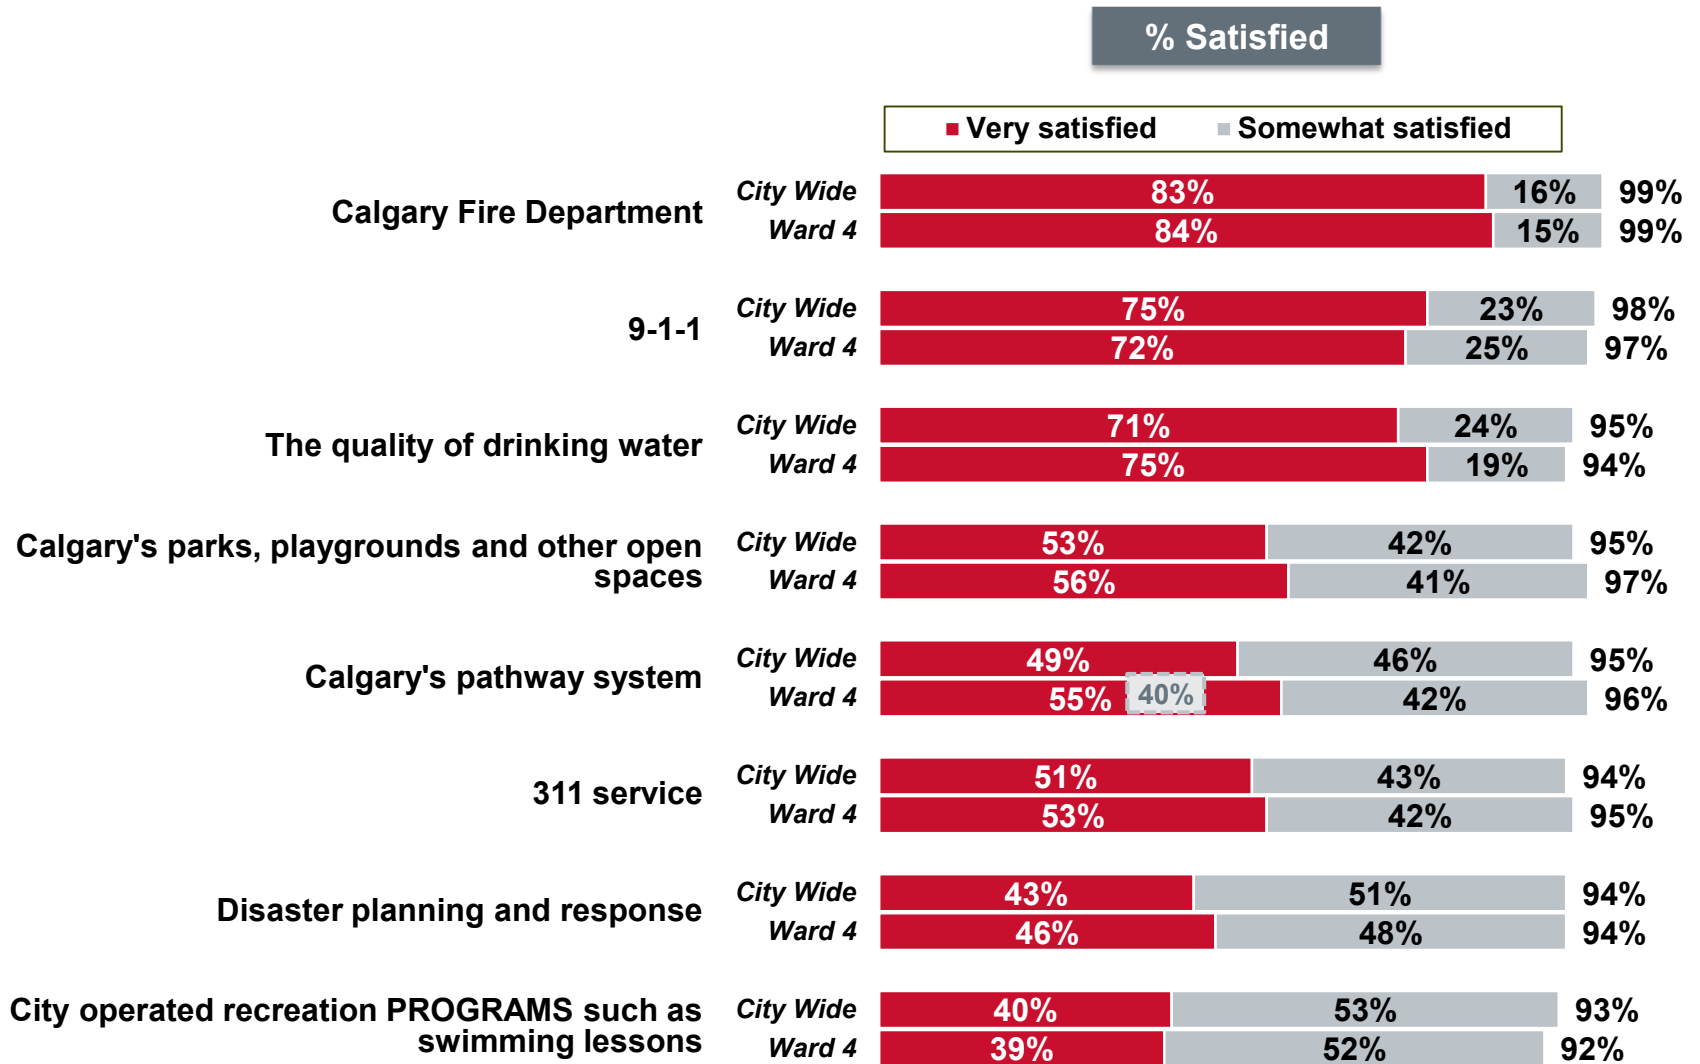 % Satisfied
Very satisfied Somewhat satisfied
Calgary Fire Department
City Wide 83% 16% 99%
Ward 4 84% 15% 99%
9-1-1
City Wide 75% 23% 98%
Ward 4 72% 25% 97%
The quality of drinking water
City Wide 71% 24% 95%
Ward 4 75% 19% 94%
Calgary's parks, playgrounds and other open
spaces
City Wide 53% 42% 95%
Ward 4 56% 41% 97%
Calgary's pathway system
City Wide 49% 46% 95%
Ward 4 55% 40% 42% 96%
311 service
City Wide 51% 43% 94%
Ward 4 53% 42% 95%
Disaster planning and response
City Wide 43% 51% 94%
Ward 4 46% 48% 94%
City operated recreation PROGRAMS such as
swimming lessons
City Wide 40% 53% 93%
Ward 4 39% 52% 92%